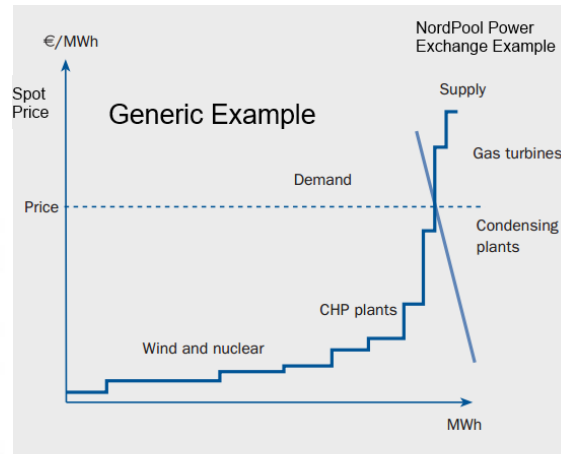 NordPool Power
Exchange Example
€/MWh
Spot
Price
Generic Example
Supply
Gas turbines
Demand
Price
Condensing
plants
CHP plants
Wind and nuclear
MWh